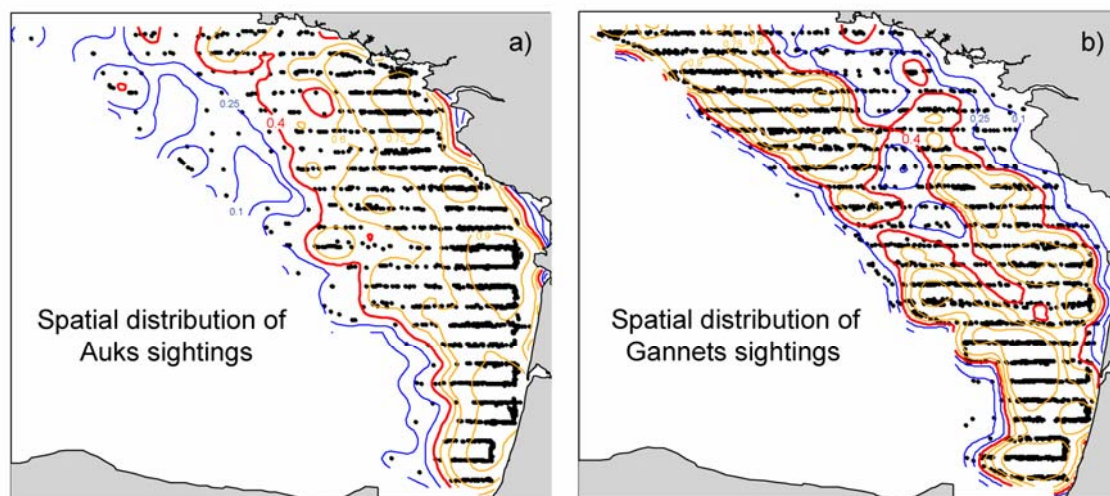 a)
0.25
0.4
0.1
Spatial distribution of
Auks sightings
b)
0.25
0.1
0.4
Spatial distribution of
Gannets sightings